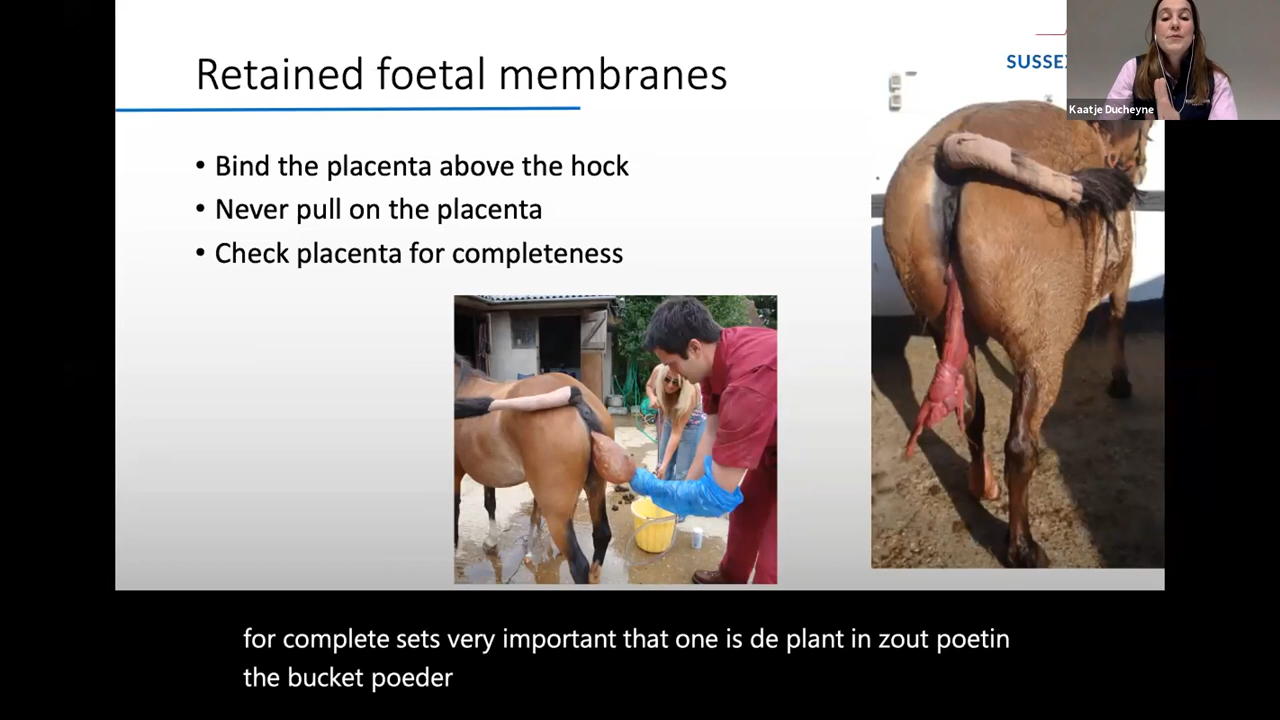 Retained foetal membranes
SUSSE
Kaatje Ducheyne
• Bind the placenta above the hock
• Never pull on the placenta
• Check placenta for completeness
for complete sets very important that one is de plant in zout poetin
the bucket poeder